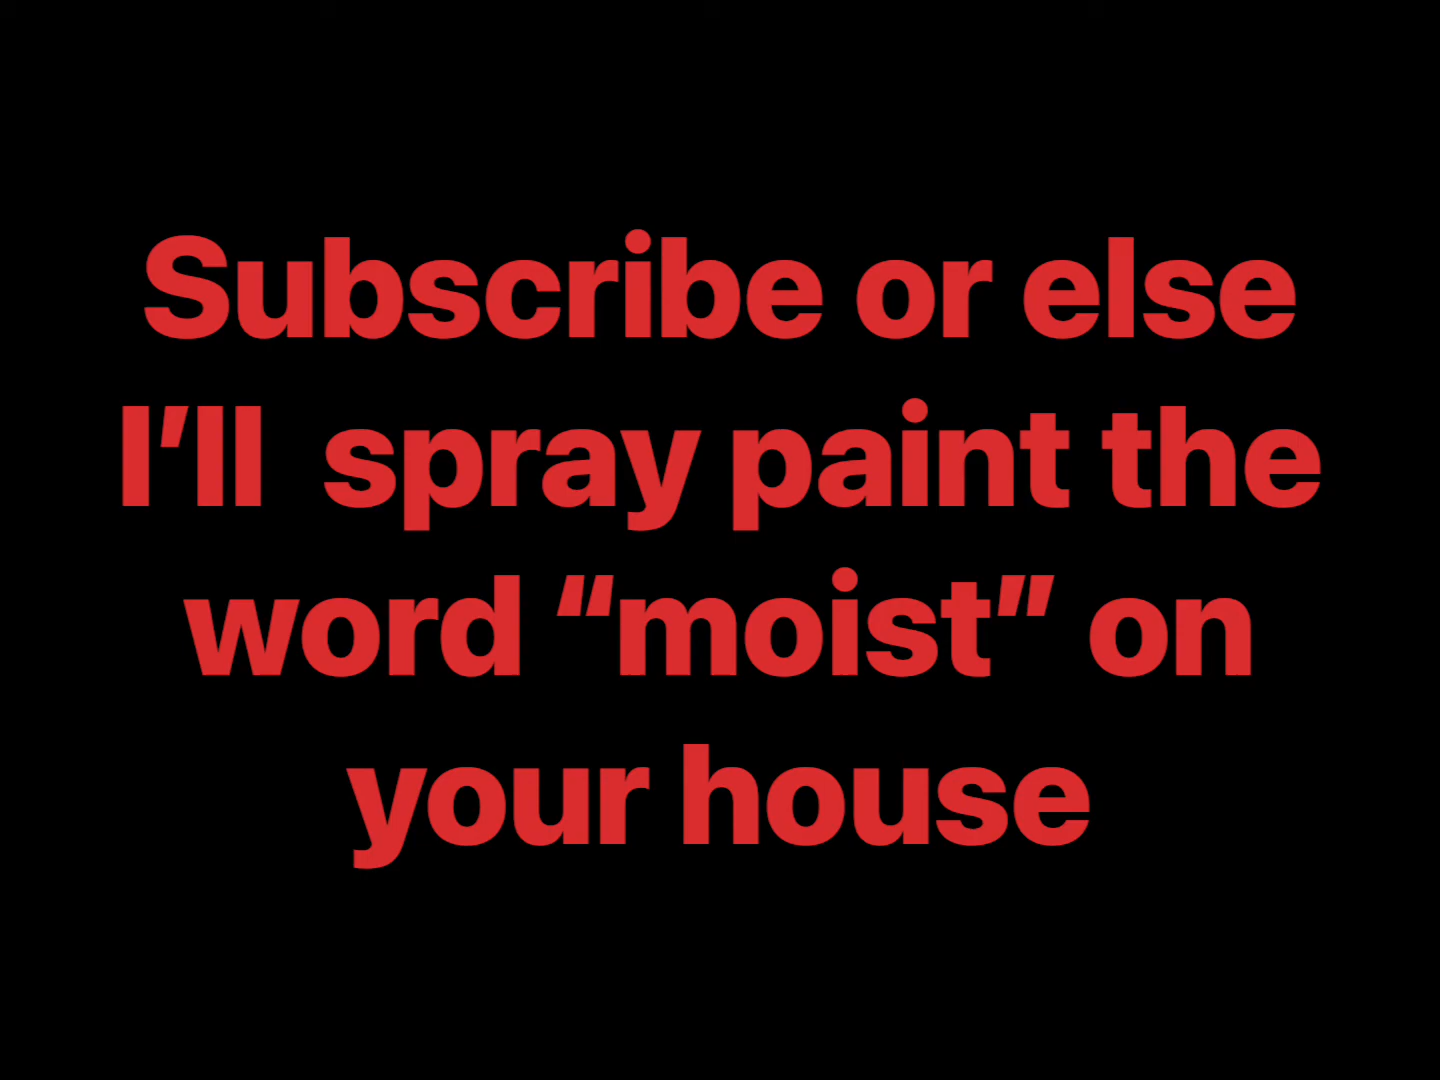 Subscribe or else
I’ll  spray paint the
word “moist” on
your house